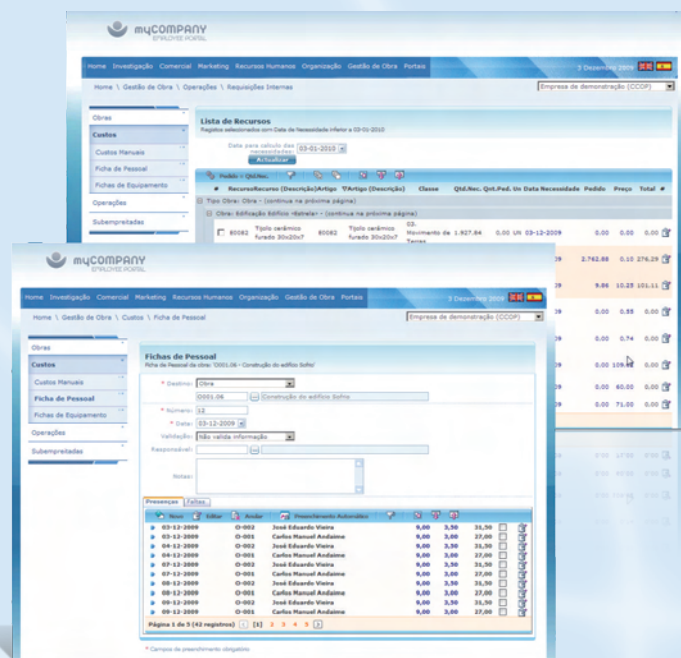 myCOMPANY
EMPLOYEE PORTAL
Home Investigação Comercial Marketing Recursos Humanos Organização Gestão de Obra Portais
3 Dezembro 2009
Home \ Gestão de Obra \ Operações \ Requisições Internas
Empresa de demonstração (CCOP)
Obras
Custos
Custos Manuais
Ficha de Pessoal
Fichas de Equipamento
Operações
Subempreitadas
Lista de Recursos
Registos seleccionados com Data de Necessidade inferior a 03-01-2010
Data para calculo das necessidades: 03-01-2010
Actualizar
Pedido = Qtd.Nec.
# Recurso Recurso (Descrição) Artigo Artigo (Descrição) Classe Qtd.Nec. Qnt.Ped. Un Data Necessidade Pedido Preço Total #
Tipo Obra: Obra - (continua na próxima página)
Obra: Edificação Edifício «Estrela» - (continua na próxima página)
80082 Tijolo cerâmico furado 30x20x7 80082 Tijolo cerâmico furado 30x20x7 03. Movimento de Terras 1.927,84 0.00 UN 03-12-2009 0.00 0.00 0.00
09 2.762.88 0.10 276,29
09 9.86 10.25 101,11
09 0.00 0.55 0.00
09 0.00 0.74 0.00
09 0.00 0.00
09 0.00 60.00 0.00
09 0.00 71.00 0.00
myCOMPANY
EMPLOYEE PORTAL
Home Investigação Comercial Marketing Recursos Humanos Organização Gestão de Obra Portais
3 Dezembro 2009
Home \ Gestão de Obra \ Custos \ Ficha de Pessoal
Empresa de demonstração (CCOP)
Obras
Custos
Custos Manuais
Ficha de Pessoal
Fichas de Equipamento
Operações
Subempreitadas
Fichas de Pessoal
Ficha de Pessoal da obra: 'O001.06 - Construção do edifício Sofrio'
* Destino: Obra
O001.06 Construção do edifício Sofrio
* Número: 12
* Data: 03-12-2009
Validação: Não valida informação
Responsável:
Notas:
Presenças Faltas
Novo Editar Anular Preenchimento Automático
03-12-2009 O-002 José Eduardo Vieira 9,00 3,50 31,50
03-12-2009 O-001 Carlos Manuel Andaime 9,00 3,00 27,00
04-12-2009 O-002 José Eduardo Vieira 9,00 3,50 31,50
04-12-2009 O-001 Carlos Manuel Andaime 9,00 3,00 27,00
07-12-2009 O-002 José Eduardo Vieira 9,00 3,50 31,50
07-12-2009 O-001 Carlos Manuel Andaime 9,00 3,00 27,00
08-12-2009 O-002 José Eduardo Vieira 9,00 3,50 31,50
08-12-2009 O-001 Carlos Manuel Andaime 9,00 3,00 27,00
09-12-2009 O-002 José Eduardo Vieira 9,00 3,50 31,50
09-12-2009 O-001 Carlos Manuel Andaime 9,00 3,00 27,00
Página 1 de 5 (42 registros) [1] 2 3 4 5
* Campos de preenchimento obrigatório